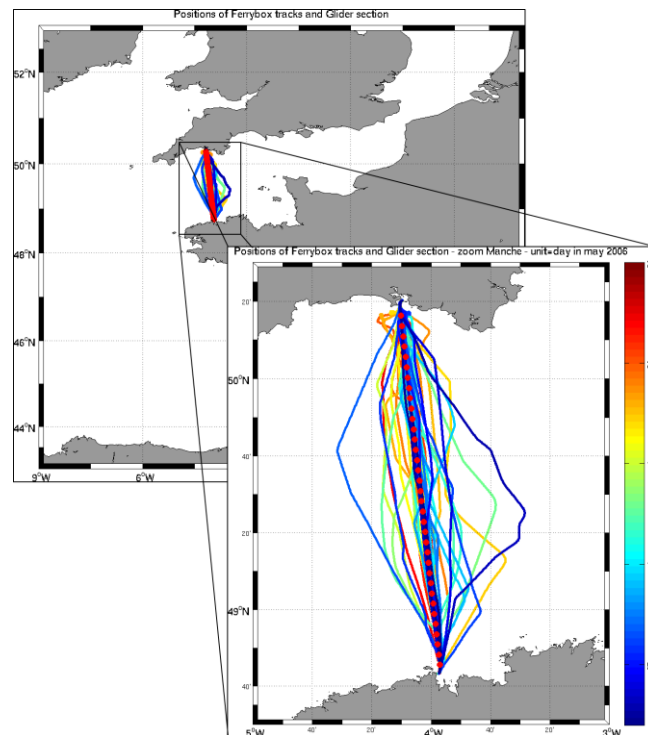 Positions of Ferrybox tracks and Glider section
52°N
50°N
48°N
46°N
44°N
9°W
6°W
Positions of Ferrybox tracks and Glider section - zoom Manche - unit=day in may 2006
20'
50°N
40'
20'
49°N
40'
5°W
40'
20'
4°W
40'
20'
3°W